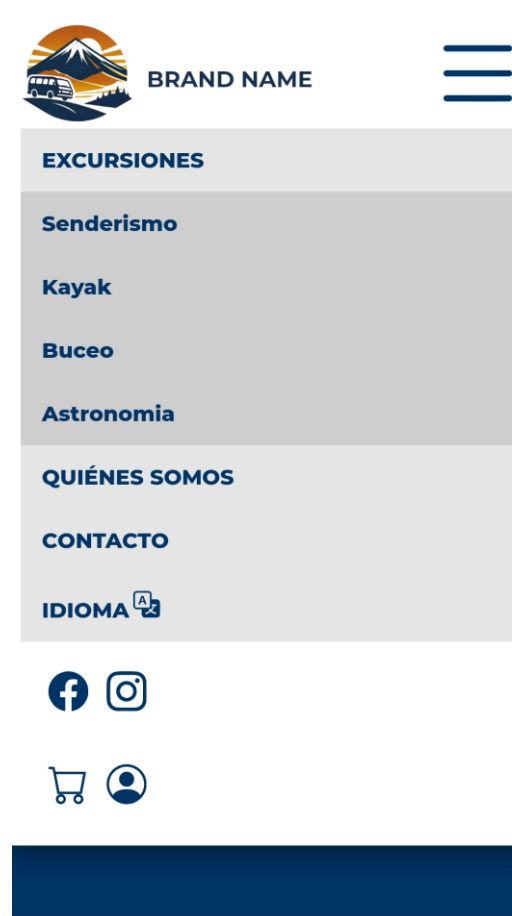 BRAND NAME
EXCURSIONES
Senderismo
Kayak
Buceo
Astronomia
QUIÉNES SOMOS
CONTACTO
IDIOMA A